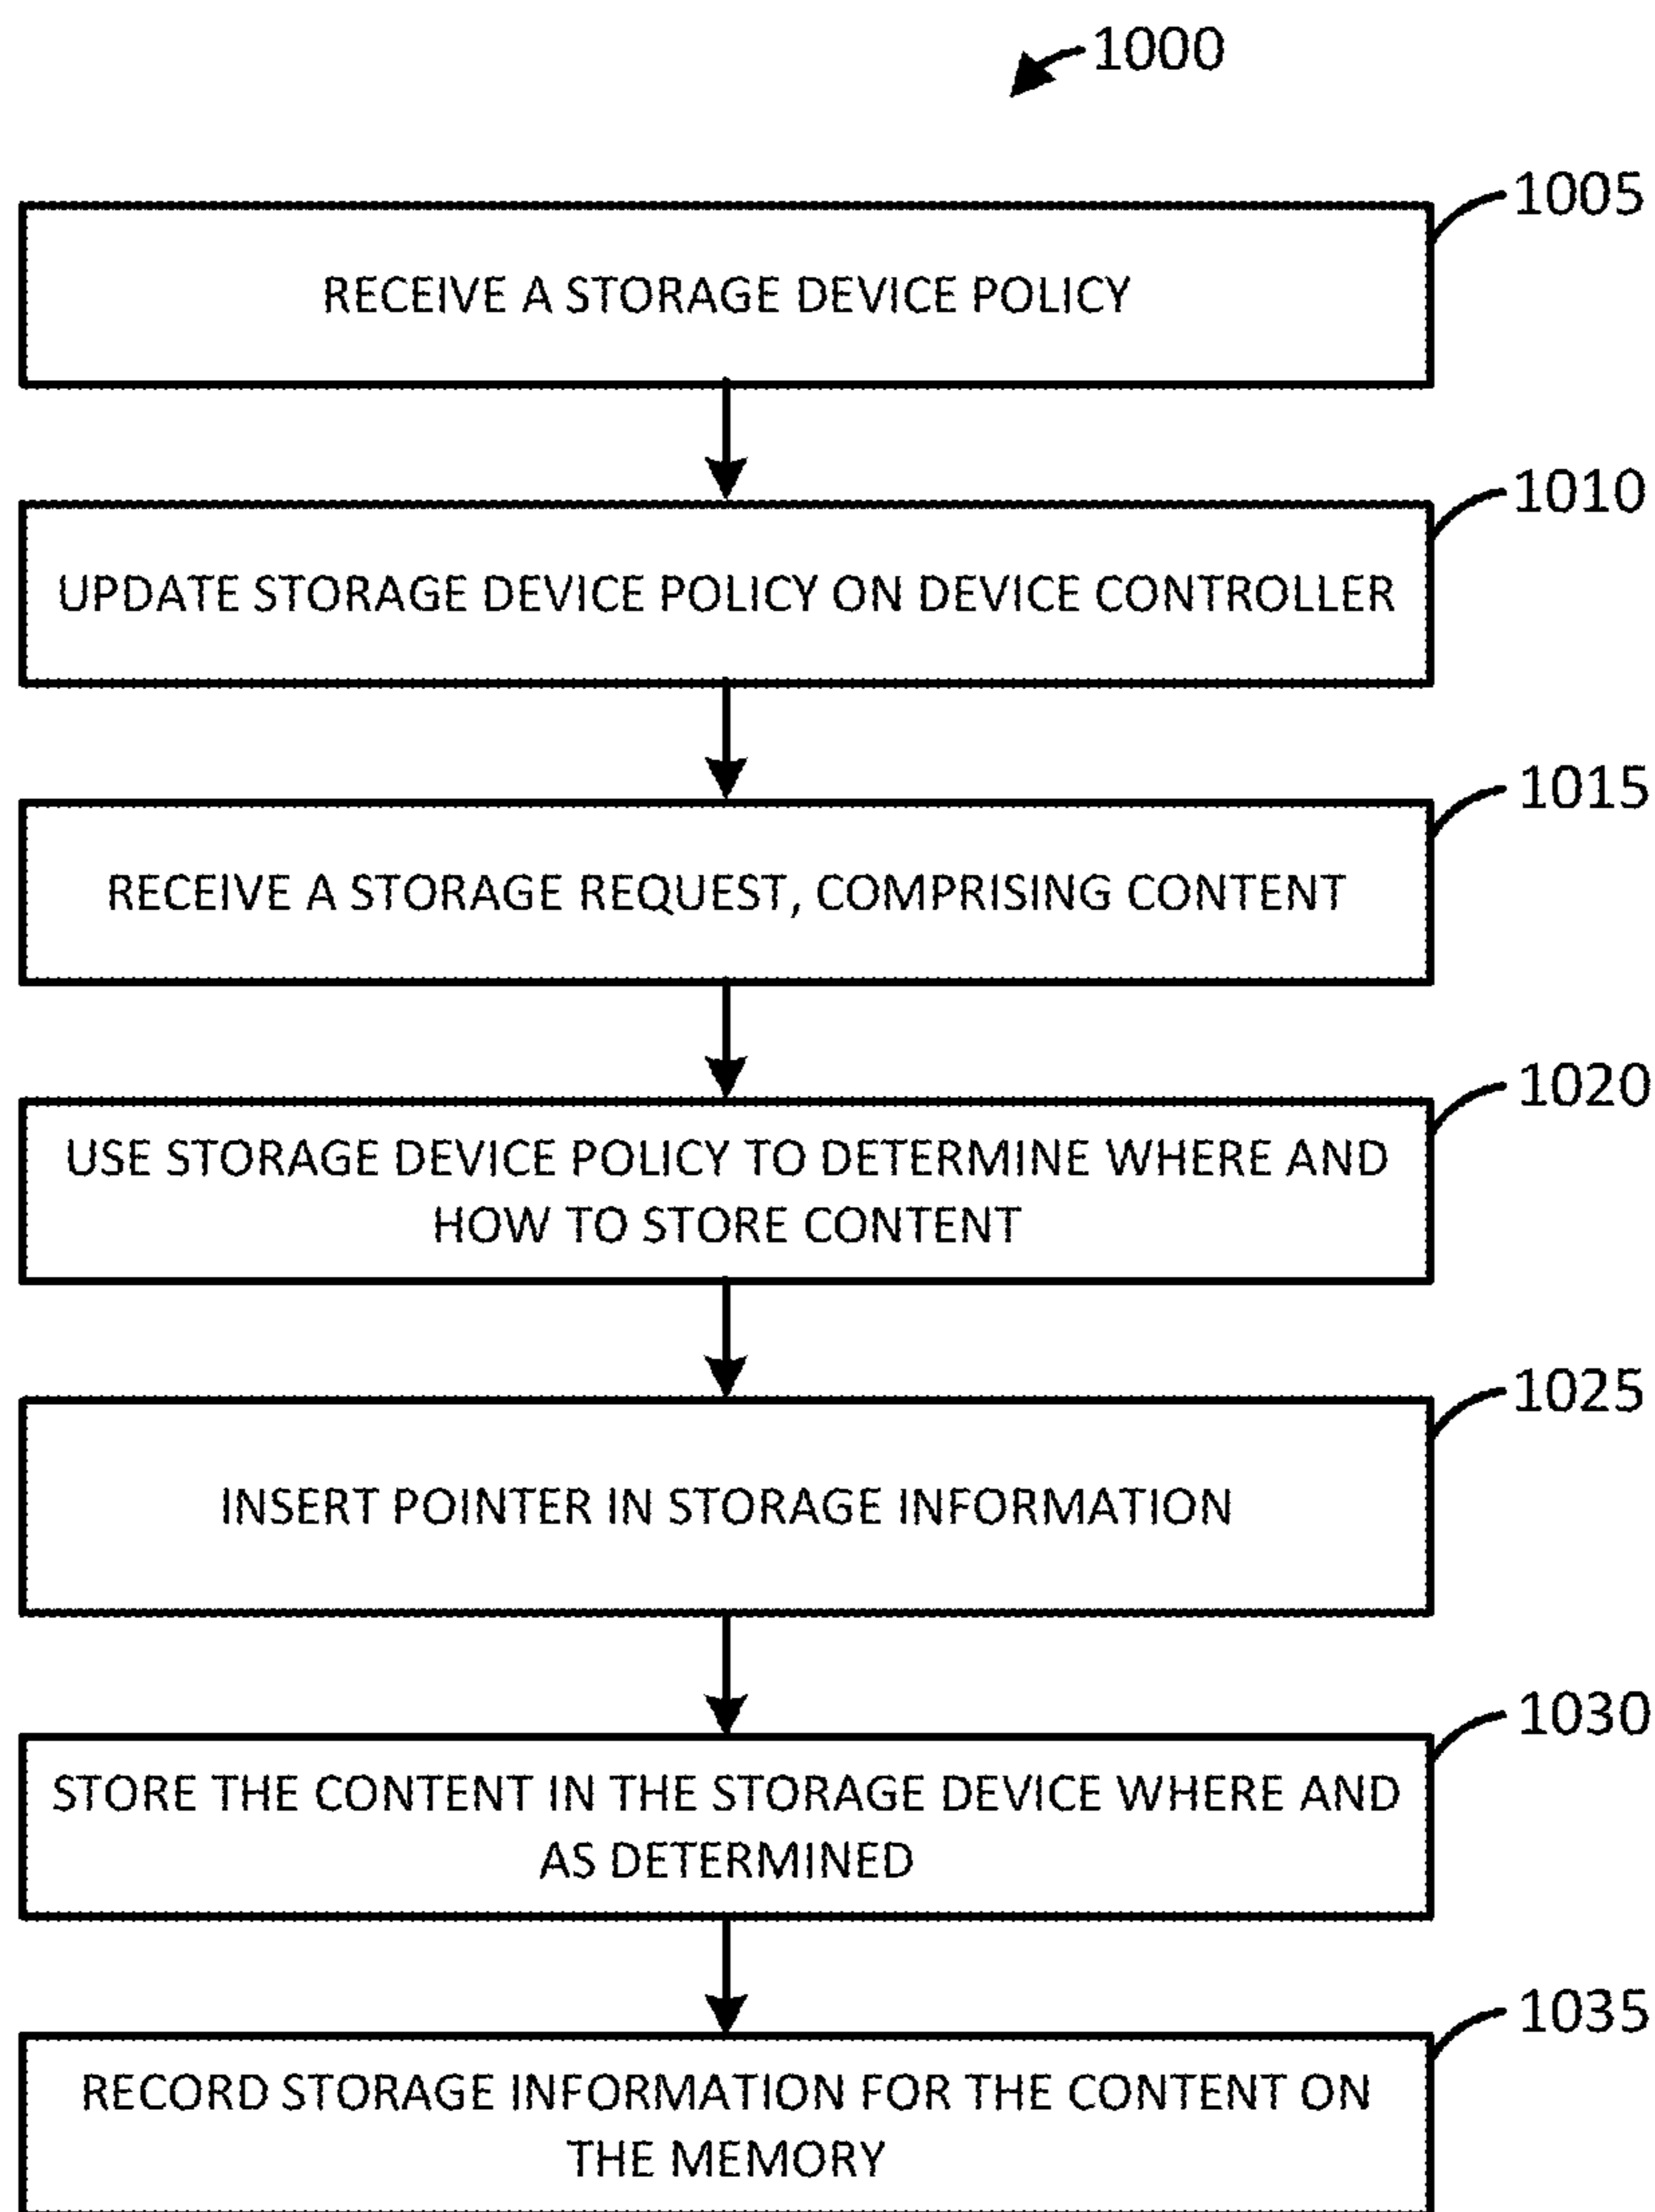 1000
1005
RECEIVE A STORAGE DEVICE POLICY
1010
UPDATE STORAGE DEVICE POLICY ON DEVICE CONTROLLER
1015
RECEIVE A STORAGE REQUEST, COMPRISING CONTENT
1020
USE STORAGE DEVICE POLICY TO DETERMINE WHERE AND
HOW TO STORE CONTENT
1025
INSERT POINTER IN STORAGE INFORMATION
1030
STORE THE CONTENT IN THE STORAGE DEVICE WHERE AND
AS DETERMINED
1035
RECORD STORAGE INFORMATION FOR THE CONTENT ON
THE MEMORY